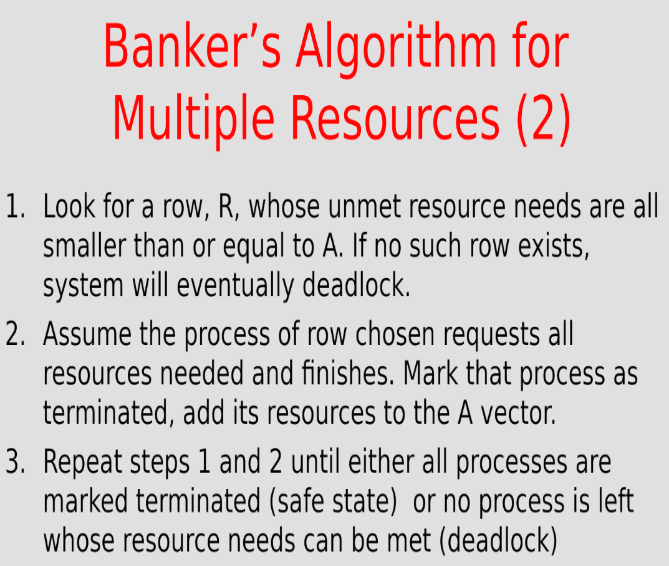 Banker’s Algorithm for
Multiple Resources (2)
1. Look for a row, R, whose unmet resource needs are all
smaller than or equal to A. If no such row exists,
system will eventually deadlock.
2. Assume the process of row chosen requests all
resources needed and finishes. Mark that process as
terminated, add its resources to the A vector.
3. Repeat steps 1 and 2 until either all processes are
marked terminated (safe state)  or no process is left
whose resource needs can be met (deadlock)